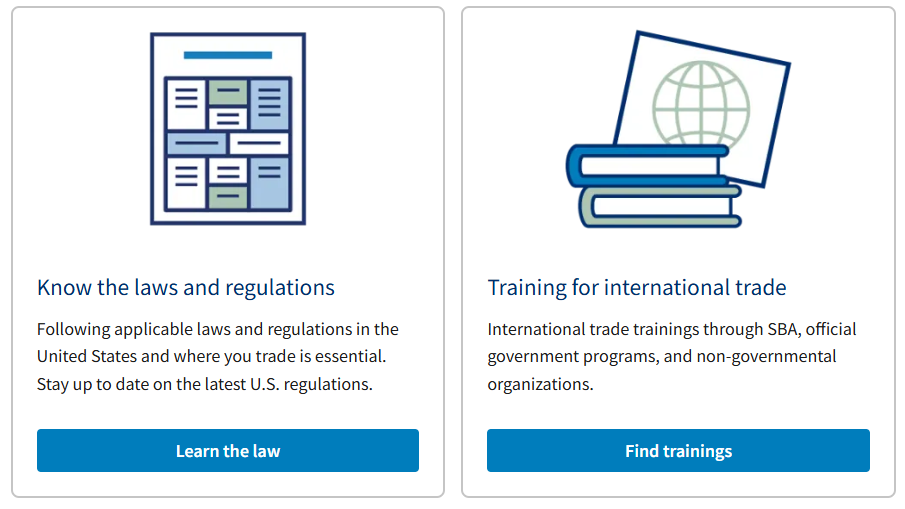 Know the laws and regulations
Following applicable laws and regulations in the
United States and where you trade is essential.
Stay up to date on the latest U.S. regulations.
Learn the law
Training for international trade
International trade trainings through SBA, official
government programs, and non-governmental
organizations.
Find trainings